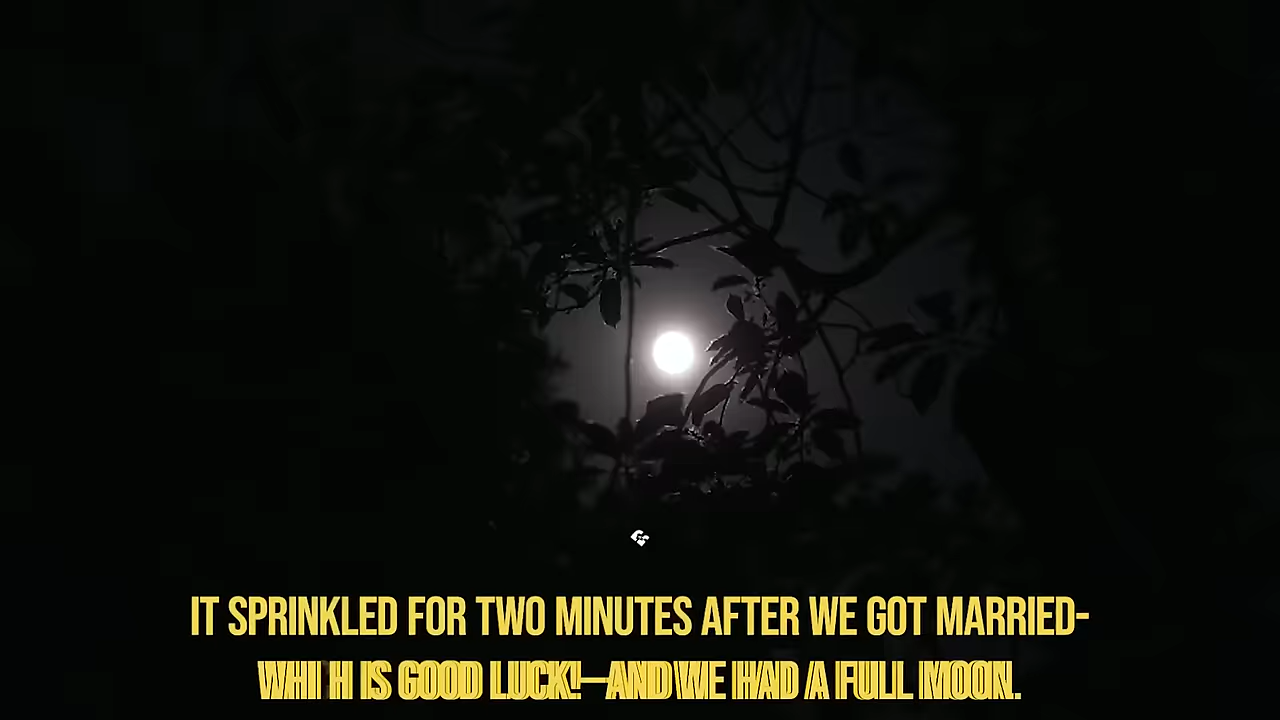 IT SPRINKLED FOR TWO MINUTES AFTER WE GOT MARRIED-
WHI H IS GOOD LUCK!—AND WE HAD A FULL MOON.